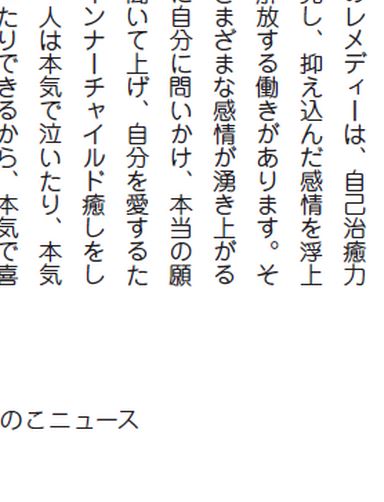 のレメディーは、自己治癒力
発し、抑え込んだ感情を浮上
解放する働きがあります。そ
さまざまな感情が湧き上がる
に自分に問いかけ、本当の願
聞いて上げ、自分を愛するた
ンナーチャイルド癒しをし
人は本気で泣いたり、本気
たりできるから、本気で喜
のこニュース